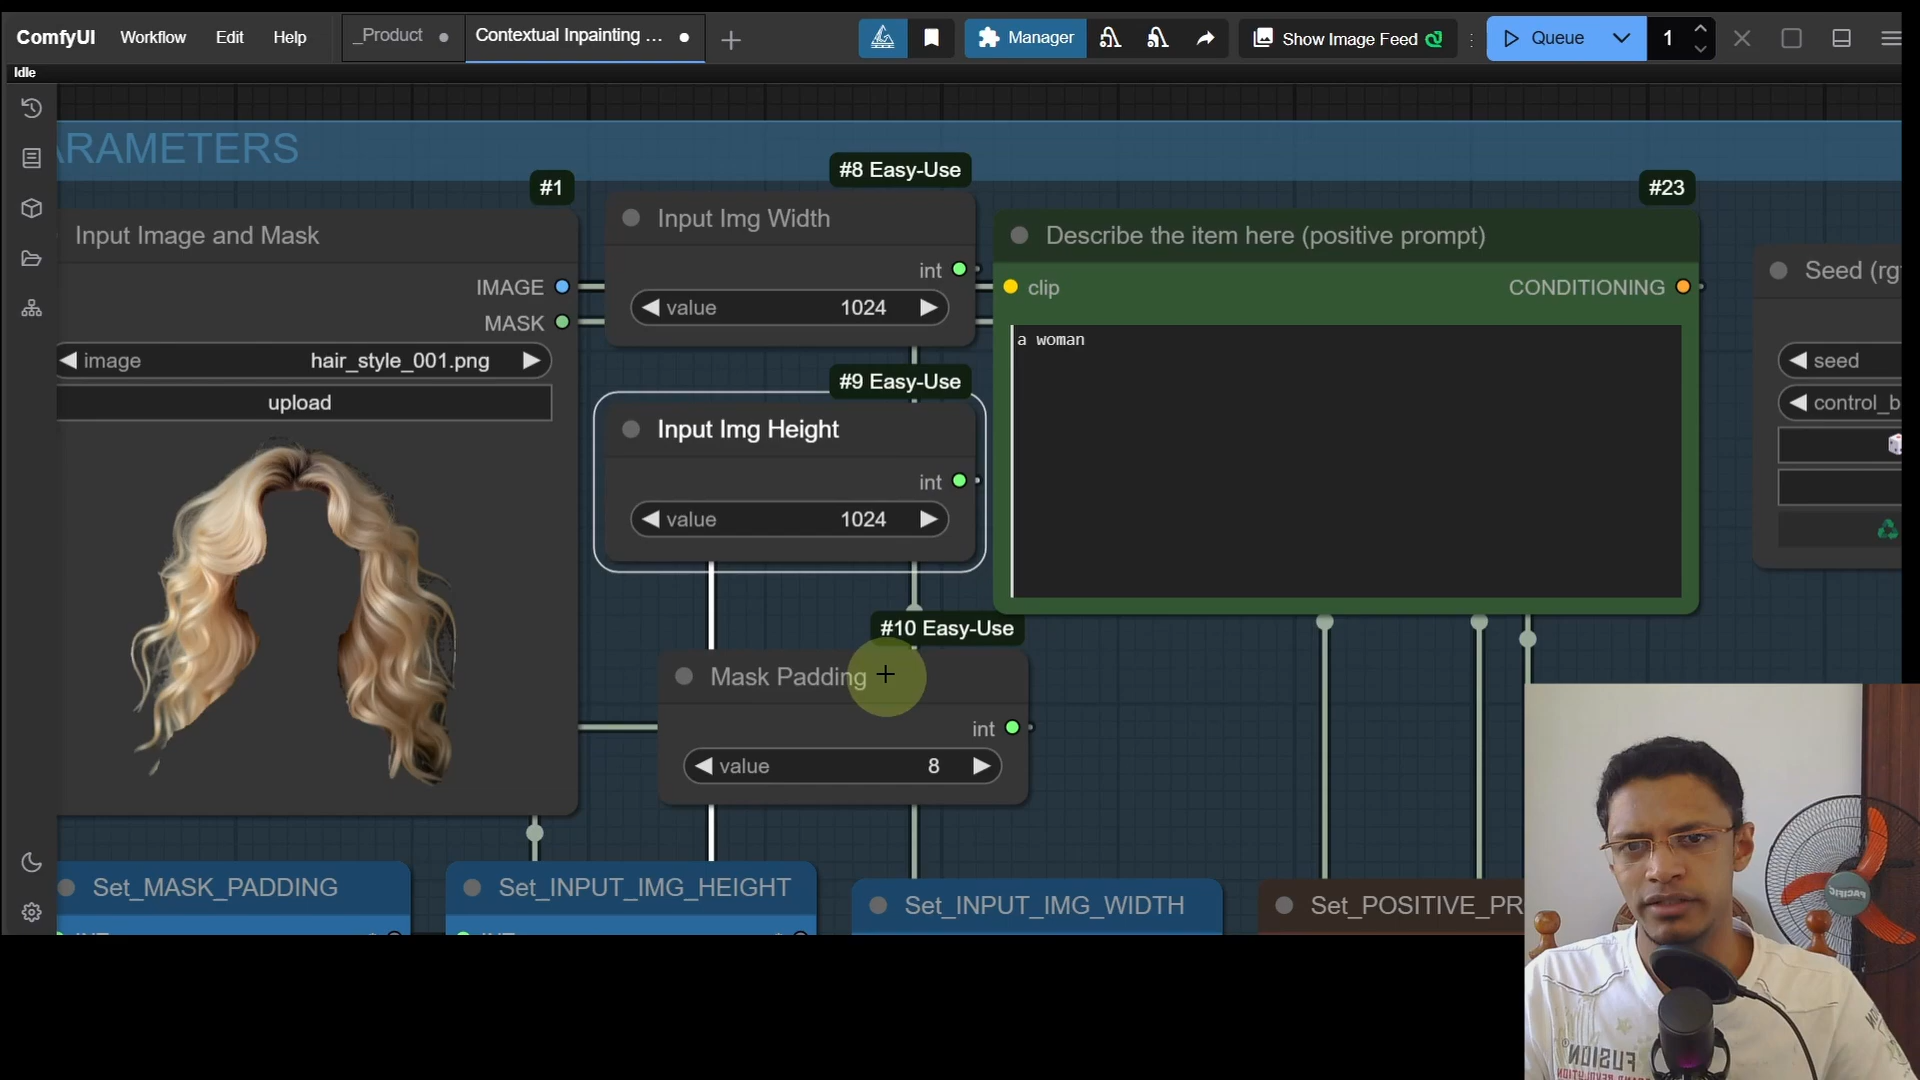 ComfyUI Workflow Edit Help _Product Contextual Inpainting ... Manager Show Image Feed Queue 1
Idle
ARAMETERS
#8 Easy-Use
#1
#23
Input Image and Mask
Input Img Width
Describe the item here (positive prompt)
Seed (rg
IMAGE
int
clip
CONDITIONING
MASK
value 1024
a woman
image hair_style_001.png
seed
#9 Easy-Use
upload
control_b
Input Img Height
int
value 1024
#10 Easy-Use
Mask Padding
int
value 8
Set_MASK_PADDING
Set_INPUT_IMG_HEIGHT
Set_INPUT_IMG_WIDTH
Set_POSITIVE_PR
PACIFIC
FUSION